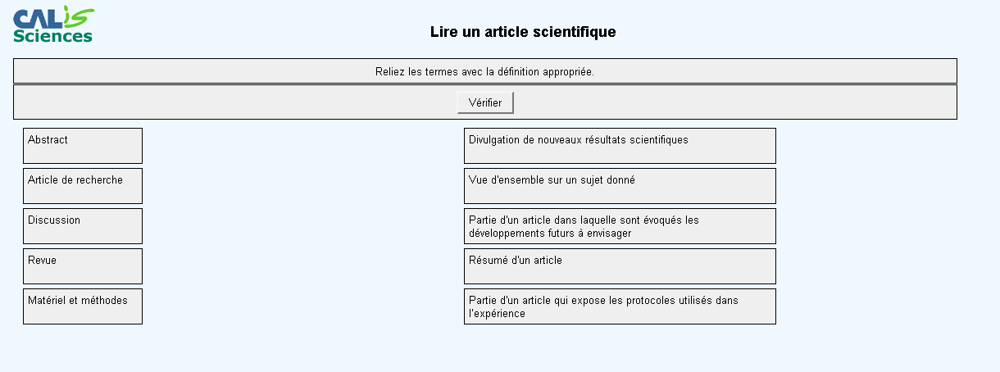 CALiS
Sciences
Lire un article scientifique
Reliez les termes avec la définition appropriée.
Vérifier
Abstract
Divulgation de nouveaux résultats scientifiques
Article de recherche
Vue d'ensemble sur un sujet donné
Discussion
Partie d'un article dans laquelle sont évoqués les
développements futurs à envisager
Revue
Résumé d'un article
Matériel et méthodes
Partie d'un article qui expose les protocoles utilisés dans
l'expérience